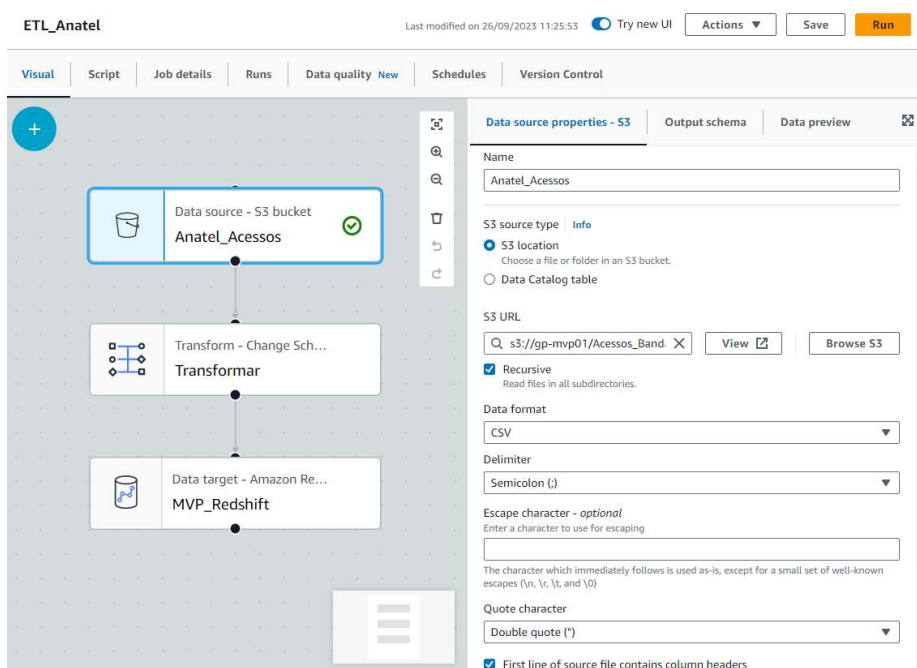 ETL_Anatel
Last modified on 26/09/2023 11:25:53
Try new UI
Actions
Save
Run
Visual
Script
Job details
Runs
Data quality New
Schedules
Version Control
Data source - S3 bucket
Anatel_Acessos
Transform - Change Sch...
Transformar
Data target - Amazon Re...
MVP_Redshift
Data source properties - S3
Output schema
Data preview
Name
Anatel_Acessos
S3 source type Info
S3 location
Choose a file or folder in an S3 bucket.
Data Catalog table
S3 URL
s3://gp-mvp01/Acessos_Band
View
Browse S3
Recursive
Read files in all subdirectories.
Data format
CSV
Delimiter
Semicolon (;)
Escape character - optional
Enter a character to use for escaping
The character which immediately follows is used as-is, except for a small set of well-known
escapes (\n, \r, \t, and \0)
Quote character
Double quote (")
First line of source file contains column headers